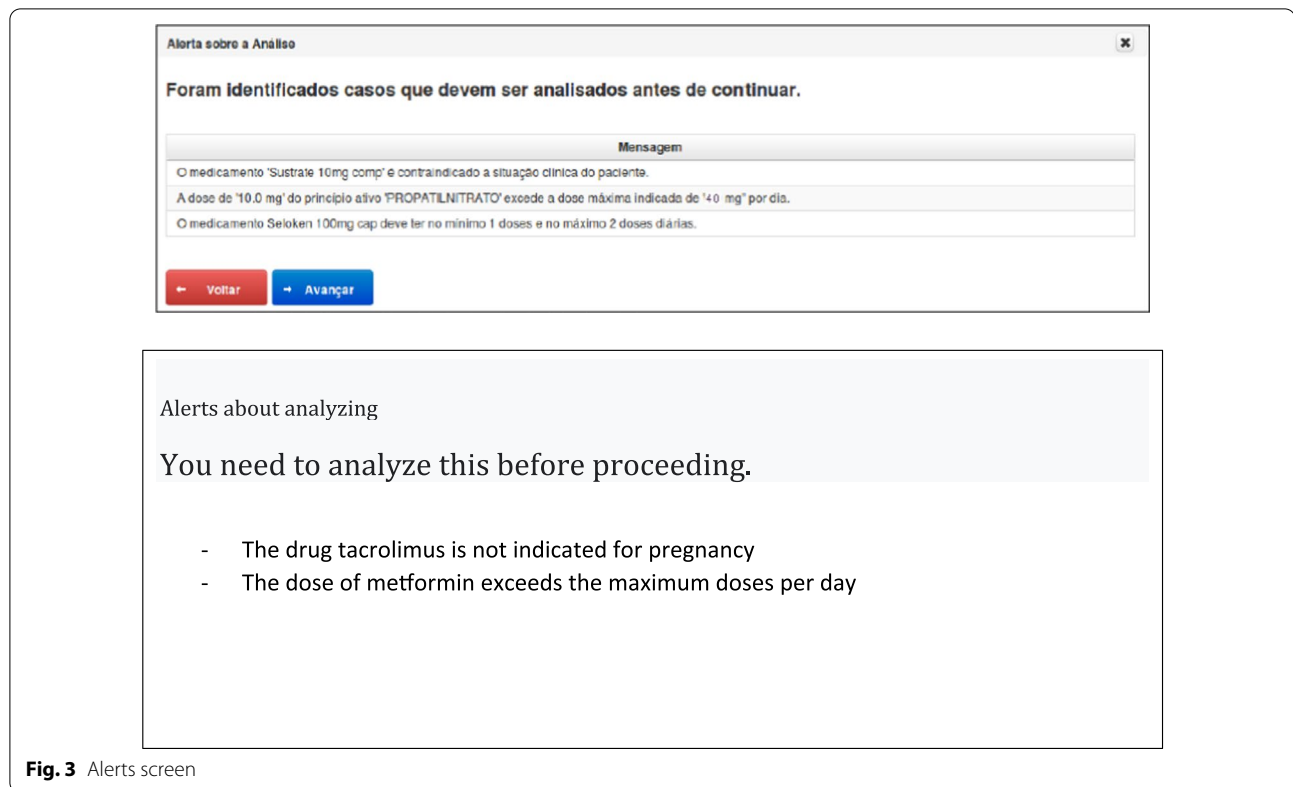 Alerta sobre a Análise
Foram identificados casos que devem ser analisados antes de continuar.
Mensagem
O medicamento 'Sustrate 10mg comp' é contraindicado a situação clínica do paciente.
A dose de '10.0 mg' do princípio ativo 'PROPATILNITRATO' excede a dose máxima indicada de '40 mg" por dia.
O medicamento Seloken 100mg cap deve ter no mínimo 1 doses e no máximo 2 doses diárias.
← Voltar → Avançar
Alerts about analyzing
You need to analyze this before proceeding.
- The drug tacrolimus is not indicated for pregnancy
- The dose of metformin exceeds the maximum doses per day
Fig. 3 Alerts screen